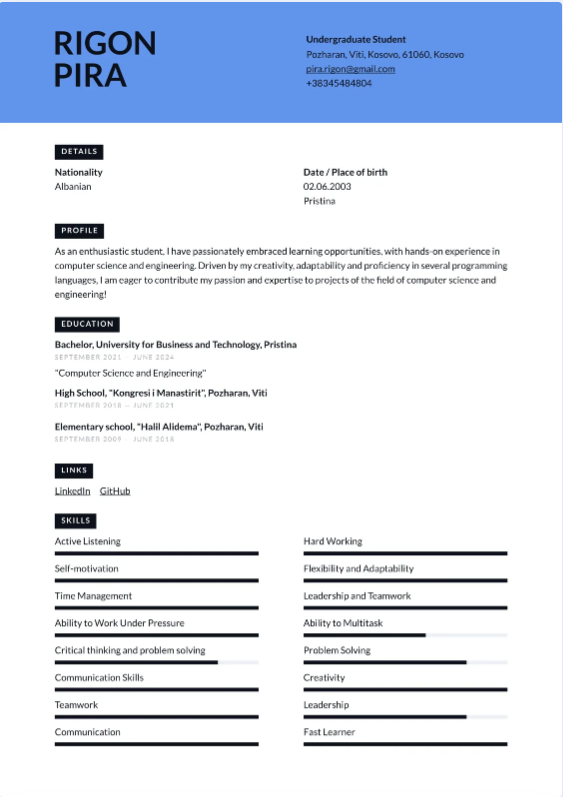 RIGON
PIRA
Undergraduate Student
Pozharan, Viti, Kosovo, 61060, Kosovo
pira.rigon@gmail.com
+38345484804
DETAILS
Nationality
Albanian
Date / Place of birth
02.06.2003
Pristina
PROFILE
As an enthusiastic student, I have passionately embraced learning opportunities, with hands-on experience in
computer science and engineering. Driven by my creativity, adaptability and proficiency in several programming
languages, I am eager to contribute my passion and expertise to projects of the field of computer science and
engineering!
EDUCATION
Bachelor, University for Business and Technology, Pristina
SEPTEMBER 2021 — JUNE 2024
"Computer Science and Engineering"
High School, "Kongresi i Manastirit", Pozharan, Viti
SEPTEMBER 2018 — JUNE 2021
Elementary school, "Halil Alidema", Pozharan, Viti
SEPTEMBER 2009 — JUNE 2018
LINKS
LinkedIn GitHub
SKILLS
Active Listening
Hard Working
Self-motivation
Flexibility and Adaptability
Time Management
Leadership and Teamwork
Ability to Work Under Pressure
Ability to Multitask
Critical thinking and problem solving
Problem Solving
Communication Skills
Creativity
Teamwork
Leadership
Communication
Fast Learner